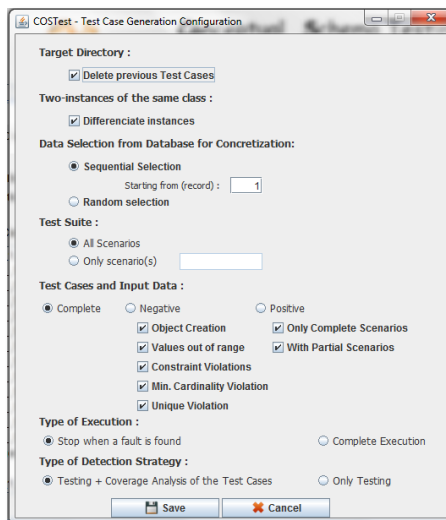 COSTest - Test Case Generation Configuration
Target Directory :
Delete previous Test Cases
Two-instances of the same class :
Differenciate instances
Data Selection from Database for Concretization:
Sequential Selection
Starting from (record) : 1
Random selection
Test Suite :
All Scenarios
Only scenario(s)
Test Cases and Input Data :
Complete Negative Positive
Object Creation Only Complete Scenarios
Values out of range With Partial Scenarios
Constraint Violations
Min. Cardinality Violation
Unique Violation
Type of Execution :
Stop when a fault is found Complete Execution
Type of Detection Strategy :
Testing + Coverage Analysis of the Test Cases Only Testing
Save Cancel